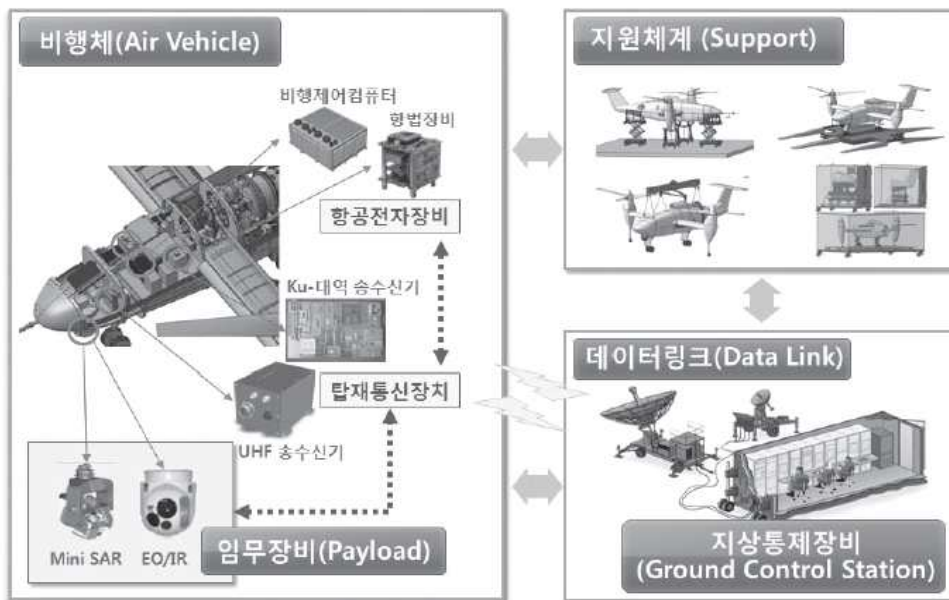 비행체(Air Vehicle)
비행제어컴퓨터
항법장비
항공전자장비
Ku-대역 송수신기
탑재통신장치
UHF 송수신기
Mini SAR
EO/IR
임무장비(Payload)
지원체계 (Support)
데이터링크(Data Link)
지상통제장비
(Ground Control Station)